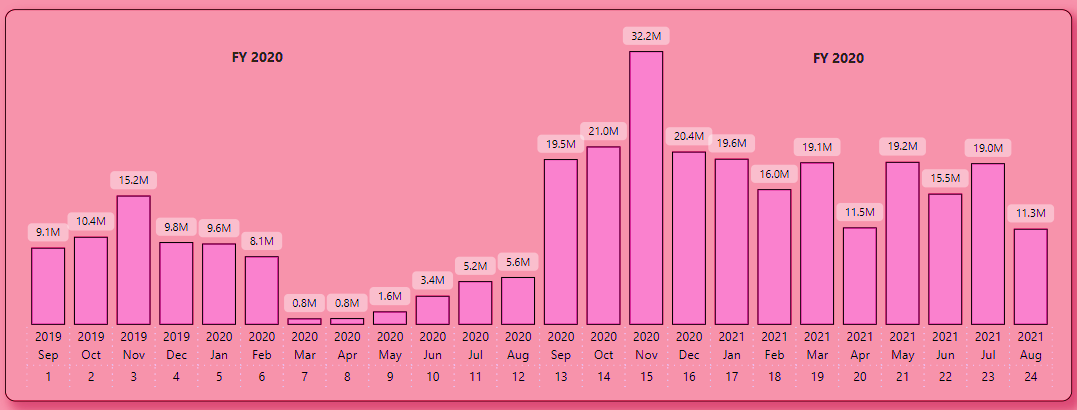 FY 2020 FY 2020
9.1M 10.4M 15.2M 9.8M 9.6M 8.1M 0.8M 0.8M 1.6M 3.4M 5.2M 5.6M 19.5M 21.0M 32.2M 20.4M 19.6M 16.0M 19.1M 11.5M 19.2M 15.5M 19.0M 11.3M
2019 2019 2019 2019 2020 2020 2020 2020 2020 2020 2020 2020 2020 2020 2020 2020 2021 2021 2021 2021 2021 2021 2021 2021
Sep Oct Nov Dec Jan Feb Mar Apr May Jun Jul Aug Sep Oct Nov Dec Jan Feb Mar Apr May Jun Jul Aug
1 2 3 4 5 6 7 8 9 10 11 12 13 14 15 16 17 18 19 20 21 22 23 24